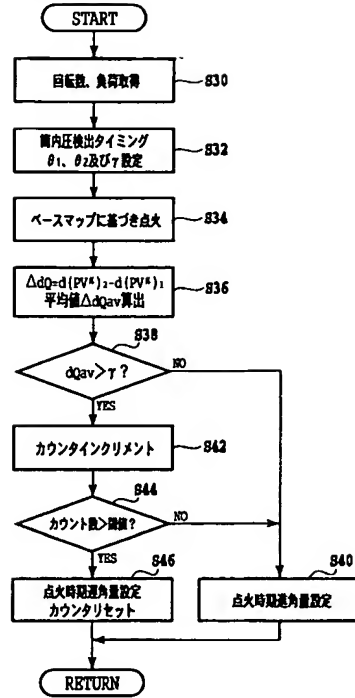 START
回転数、負荷取得
S30
筒内圧検出タイミング
θ1、θ2及びγ設定
S32
ベースマップに基づき点火
S34
ΔdQ=d(PVᵏ)₂-d(PVᵏ)₁
平均値ΔdQav算出
S36
S38
dQav>γ？
NO
YES
カウンタインクリメント
S42
S44
カウント数>閾値？
NO
YES
S46
点火時期遅角量設定
カウンタリセット
S40
点火時期進角量設定
RETURN